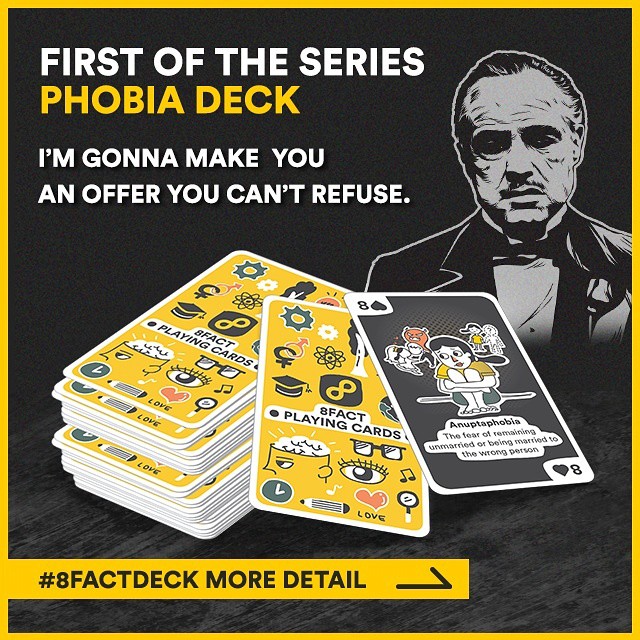 FIRST OF THE SERIES
PHOBIA DECK
I'M GONNA MAKE YOU
AN OFFER YOU CAN'T REFUSE.
8FACT
PLAYING CARDS
LOVE
LOVE
LOVE
8FACT
PLAYING CARDS
LOVE
8
Anuptaphobia
The fear of remaining
unmarried or being married to
the wrong person
8
#8FACTDECK MORE DETAIL